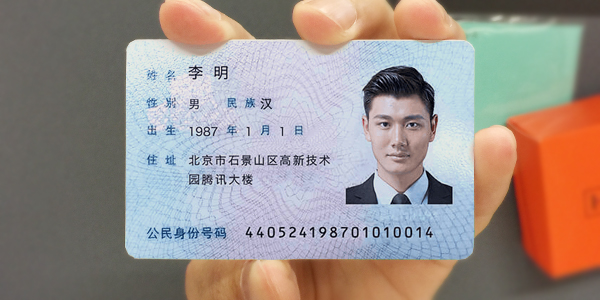 姓名 李明
性别 男 民族 汉
出生 1987 年 1 月 1 日
住址 北京市石景山区高新技术
园腾讯大楼
公民身份号码 440524198701010014